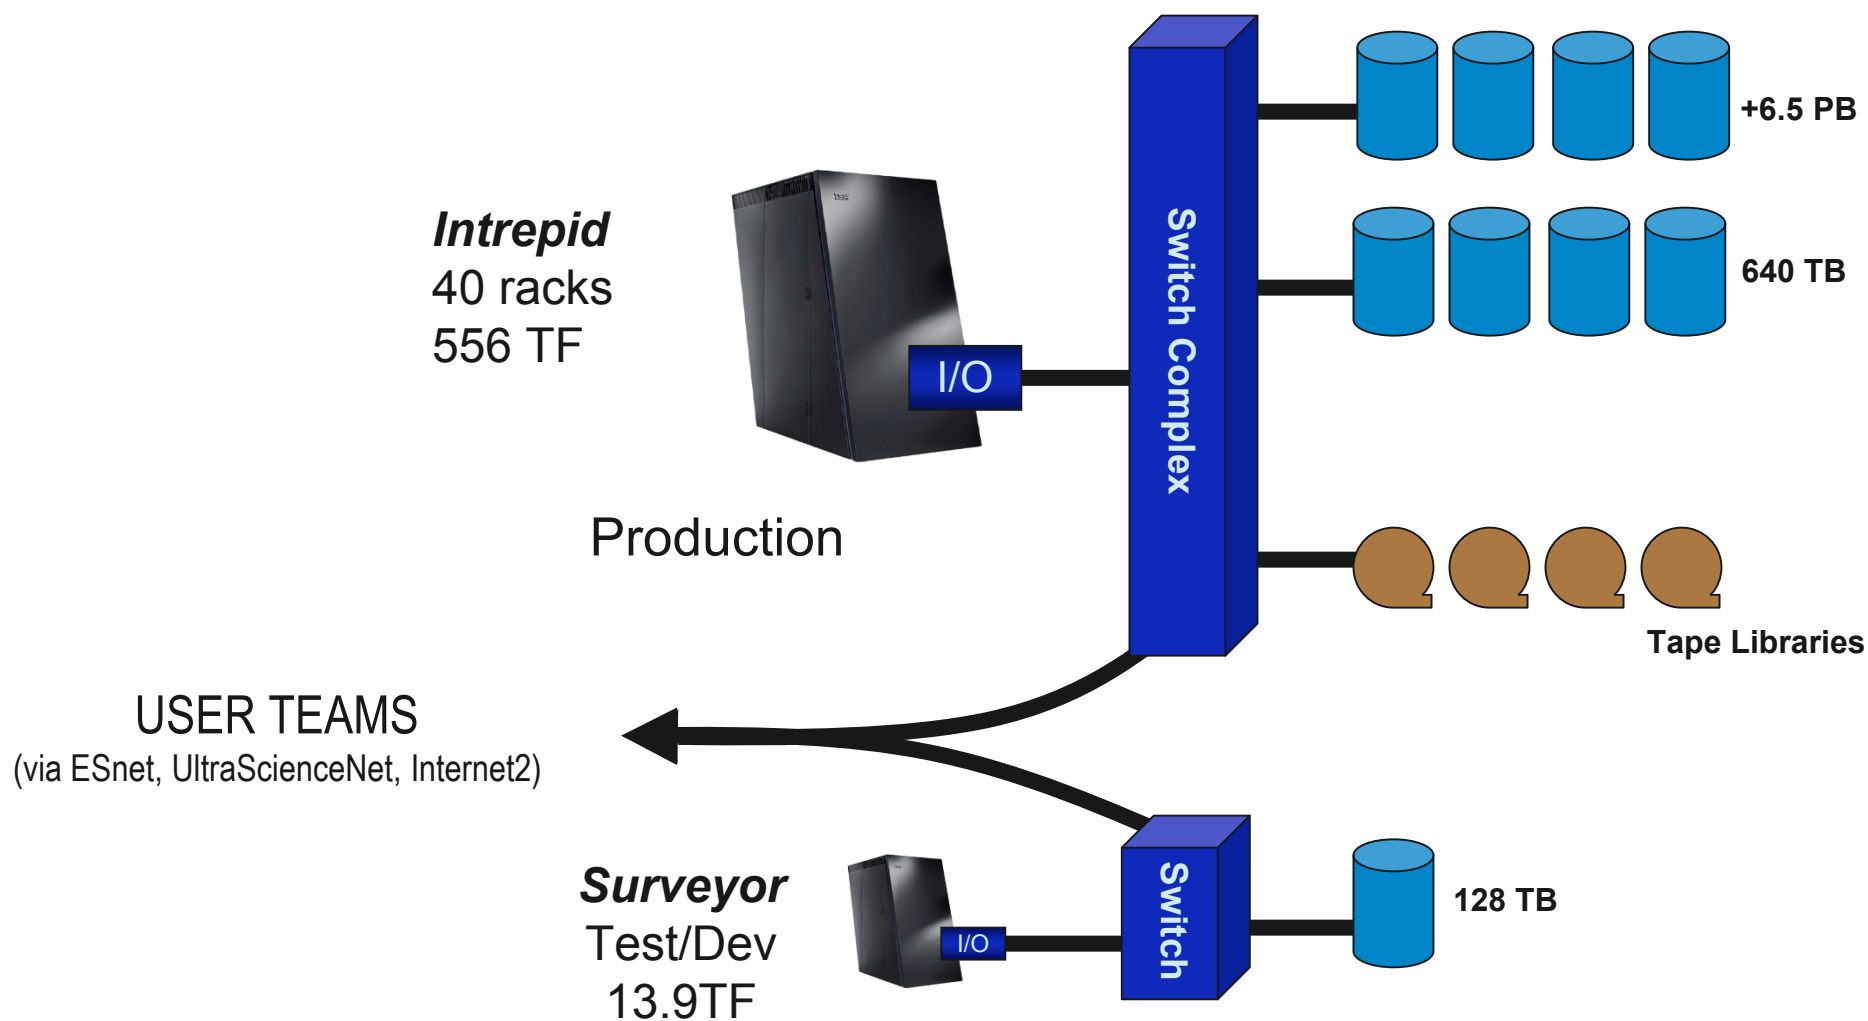 +6.5 PB
Intrepid
40 racks
556 TF
I/O
Switch Complex
640 TB
Production
Tape Libraries
USER TEAMS
(via ESnet, UltraScienceNet, Internet2)
Surveyor
Test/Dev
13.9TF
I/O
Switch
128 TB